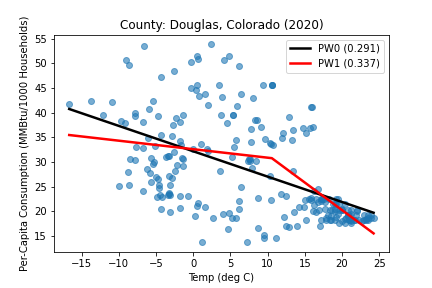 County: Douglas, Colorado (2020)
PW0 (0.291)
PW1 (0.337)
Per-Capita Consumption (MMBtu/1000 Households)
55
50
45
40
35
30
25
20
15
−15 −10 −5 0 5 10 15 20 25
Temp (deg C)